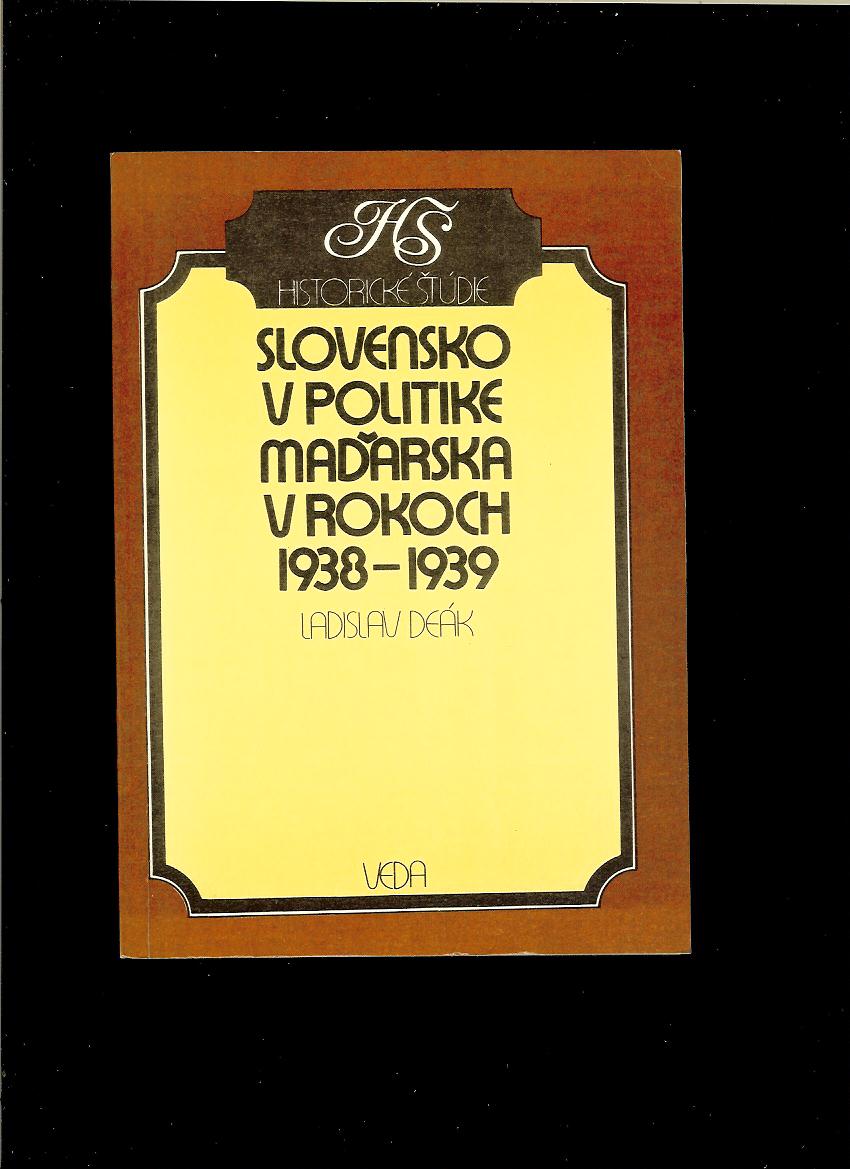 HŠ
HISTORICKÉ ŠTÚDIE
SLOVENSKO
V POLITIKE
MAĎARSKA
V ROKOCH
1938–1939
LADISLAV DEÁK
VEDA